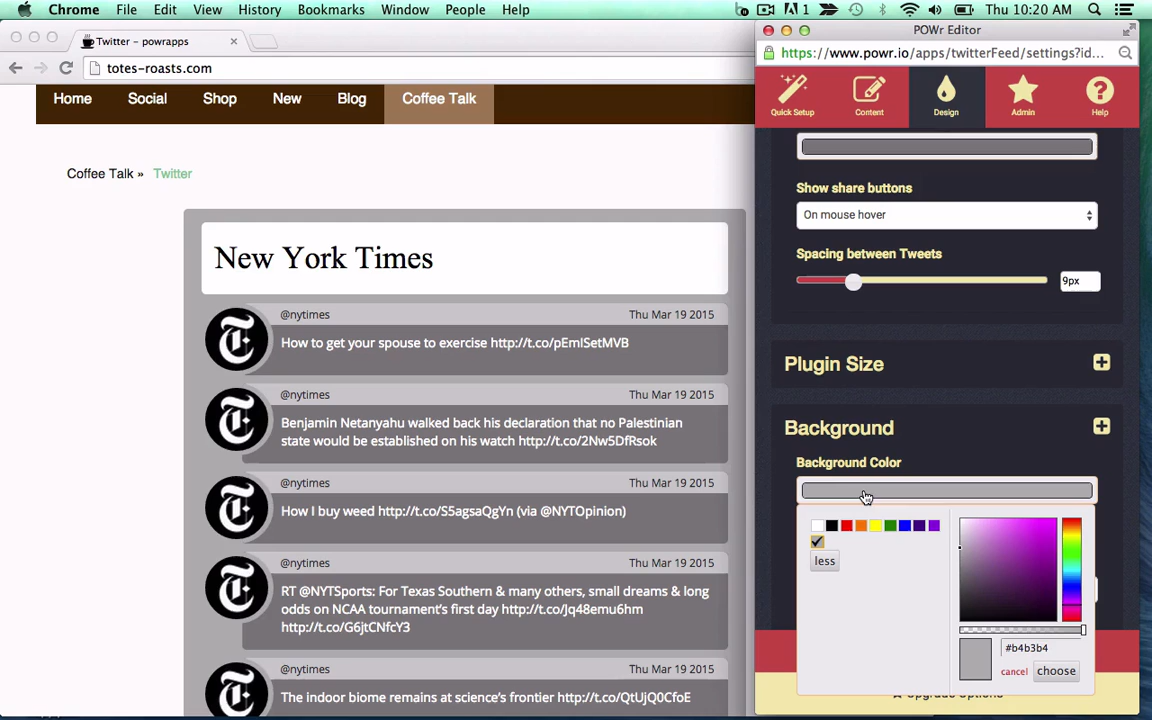 Chrome File Edit View History Bookmarks Window People Help 1 Thu 10:20 AM
Twitter - powrapps
totes-roasts.com
Home Social Shop New Blog Coffee Talk
Coffee Talk » Twitter
New York Times
@nytimes Thu Mar 19 2015
How to get your spouse to exercise http://t.co/pEmISetMVB
@nytimes Thu Mar 19 2015
Benjamin Netanyahu walked back his declaration that no Palestinian
state would be established on his watch http://t.co/2Nw5DfRsok
@nytimes Thu Mar 19 2015
How I buy weed http://t.co/S5agsaQgYn (via @NYTOpinion)
@nytimes Thu Mar 19 2015
RT @NYTSports: For Texas Southern & many others, small dreams & long
odds on NCAA tournament's first day http://t.co/Jq48emu6hm
http://t.co/G6jtCNfcY3
@nytimes Thu Mar 19 2015
The indoor biome remains at science's frontier http://t.co/QtUjQ0CfoE
POWr Editor
https://www.powr.io/apps/twitterFeed/settings?id...
Quick Setup Content Design Admin Help
Show share buttons
On mouse hover
Spacing between Tweets
9px
Plugin Size
Background
Background Color
less
#b4b3b4
cancel choose